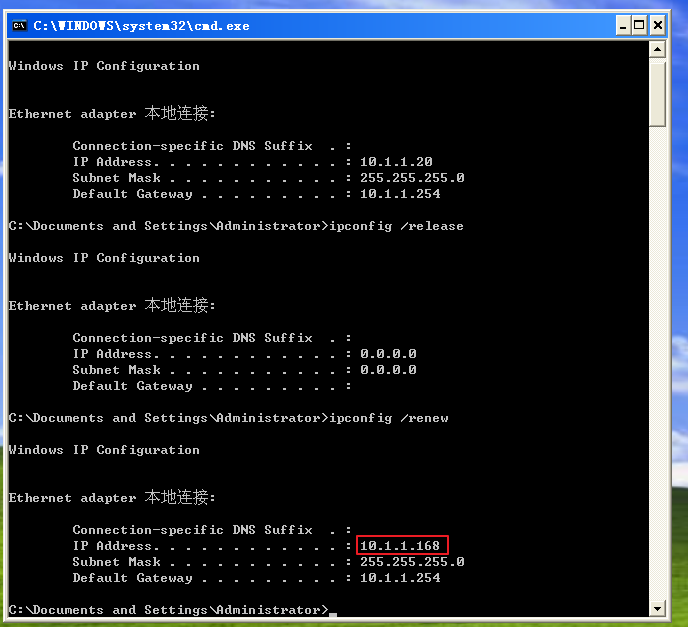 C:\WINDOWS\system32\cmd.exe
Windows IP Configuration
Ethernet adapter 本地连接:
Connection-specific DNS Suffix  . :
IP Address. . . . . . . . . . . . : 10.1.1.20
Subnet Mask . . . . . . . . . . . : 255.255.255.0
Default Gateway . . . . . . . . . : 10.1.1.254
C:\Documents and Settings\Administrator>ipconfig /release
Windows IP Configuration
Ethernet adapter 本地连接:
Connection-specific DNS Suffix  . :
IP Address. . . . . . . . . . . . : 0.0.0.0
Subnet Mask . . . . . . . . . . . : 0.0.0.0
Default Gateway . . . . . . . . . :
C:\Documents and Settings\Administrator>ipconfig /renew
Windows IP Configuration
Ethernet adapter 本地连接:
Connection-specific DNS Suffix  . :
IP Address. . . . . . . . . . . . : 10.1.1.168
Subnet Mask . . . . . . . . . . . : 255.255.255.0
Default Gateway . . . . . . . . . : 10.1.1.254
C:\Documents and Settings\Administrator>_